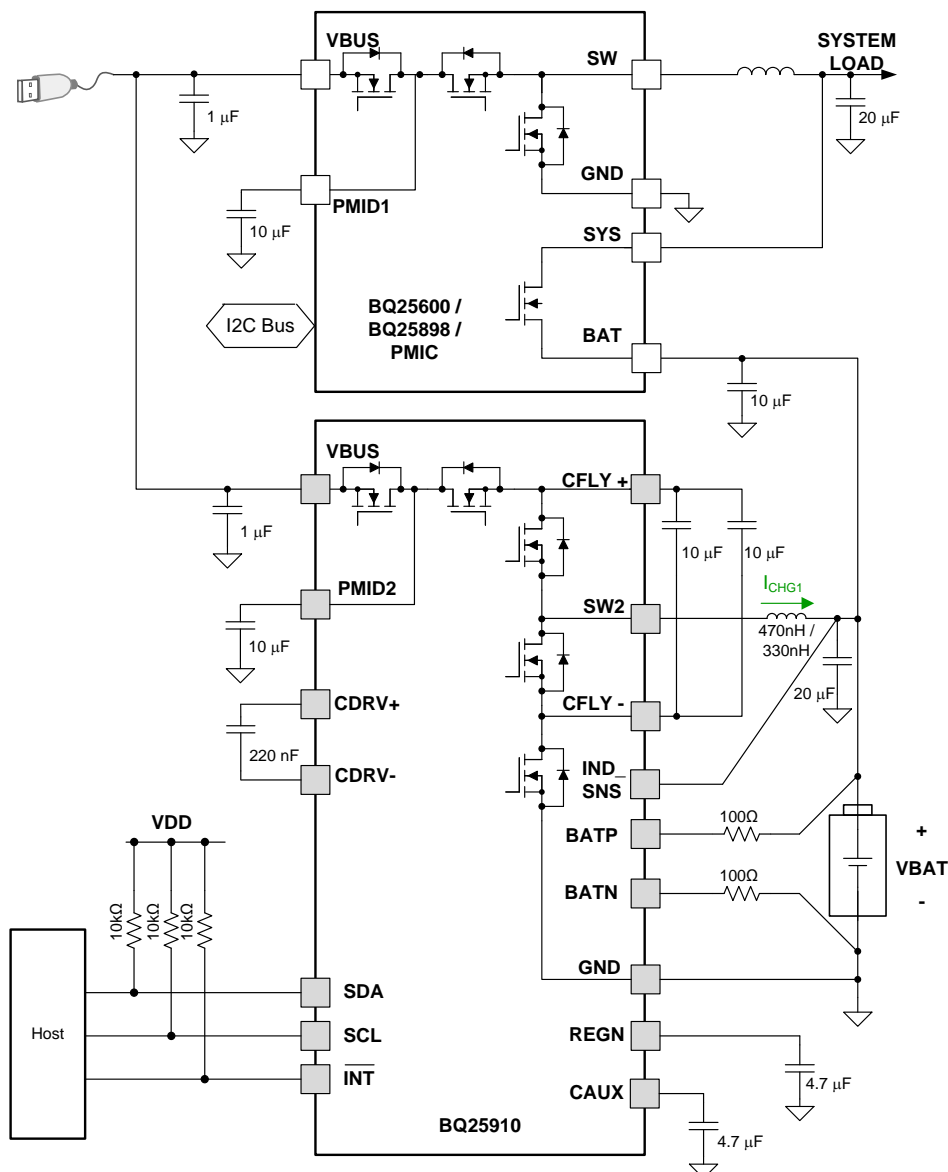 VBUS
SW
SYSTEM
LOAD
1 μF
20 μF
GND
PMID1
10 μF
SYS
BQ25600 /
BQ25898 /
PMIC
I2C Bus
BAT
10 μF
VBUS
CFLY +
1 μF
10 μF
10 μF
PMID2
SW2
ICHG1
470nH /
330nH
10 μF
20 μF
CDRV+
CFLY -
220 nF
CDRV-
IND_
SNS
100Ω
BATP
+
VBAT
-
VDD
100Ω
BATN
10kΩ
10kΩ
10kΩ
GND
SDA
Host
SCL
REGN
INT
4.7 μF
CAUX
BQ25910
4.7 μF